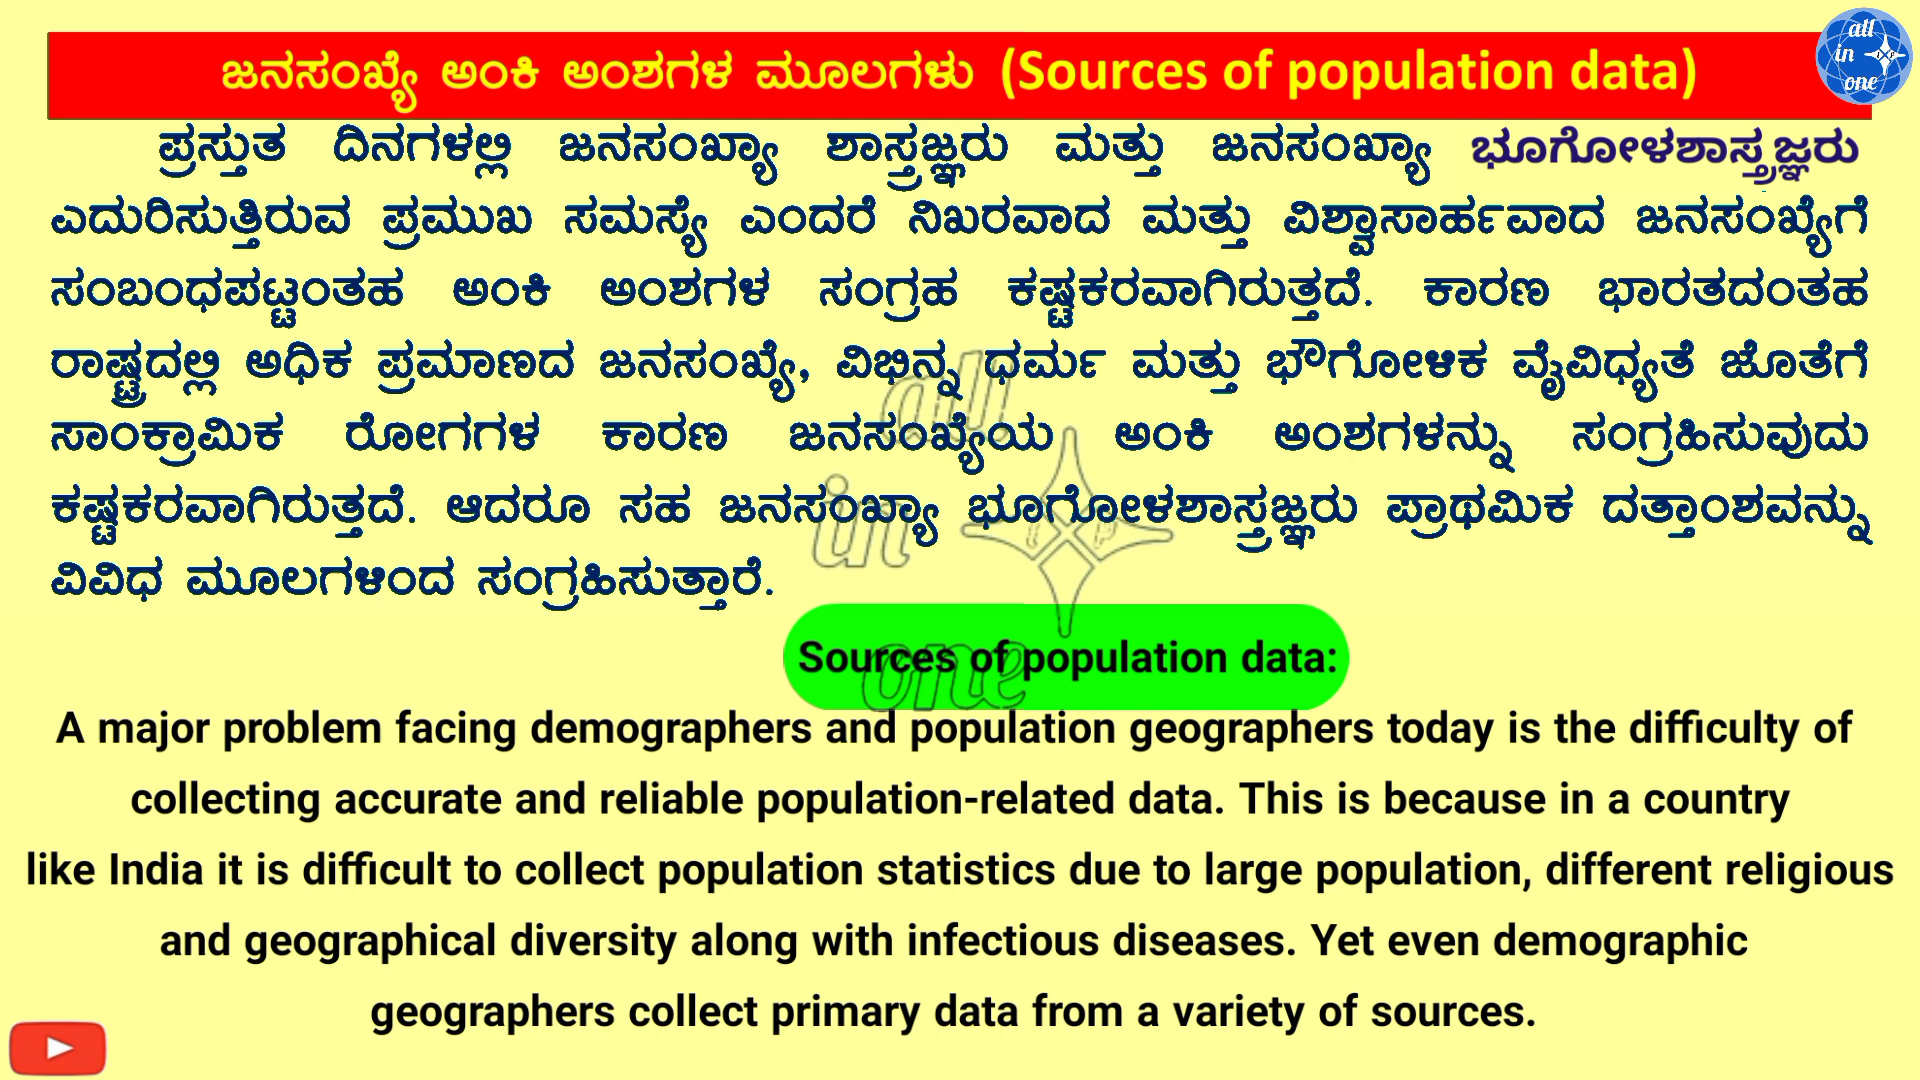 ಜನಸಂಖ್ಯೆ ಅಂಕಿ ಅಂಶಗಳ ಮೂಲಗಳು (Sources of population data)
all
in
one
ಪ್ರಸ್ತುತ ದಿನಗಳಲ್ಲಿ ಜನಸಂಖ್ಯಾ ಶಾಸ್ತ್ರಜ್ಞರು ಮತ್ತು ಜನಸಂಖ್ಯಾ ಭೂಗೋಳಶಾಸ್ತ್ರಜ್ಞರು
ಎದುರಿಸುತ್ತಿರುವ ಪ್ರಮುಖ ಸಮಸ್ಯೆ ಎಂದರೆ ನಿಖರವಾದ ಮತ್ತು ವಿಶ್ವಾಸಾರ್ಹವಾದ ಜನಸಂಖ್ಯೆಗೆ
ಸಂಬಂಧಪಟ್ಟಂತಹ ಅಂಕಿ ಅಂಶಗಳ ಸಂಗ್ರಹ ಕಷ್ಟಕರವಾಗಿರುತ್ತದೆ. ಕಾರಣ ಭಾರತದಂತಹ
ರಾಷ್ಟ್ರದಲ್ಲಿ ಅಧಿಕ ಪ್ರಮಾಣದ ಜನಸಂಖ್ಯೆ, ವಿಭಿನ್ನ ಧರ್ಮ ಮತ್ತು ಭೌಗೋಳಿಕ ವೈವಿಧ್ಯತೆ ಜೊತೆಗೆ
ಸಾಂಕ್ರಾಮಿಕ ರೋಗಗಳ ಕಾರಣ ಜನಸಂಖ್ಯೆಯ ಅಂಕಿ ಅಂಶಗಳನ್ನು ಸಂಗ್ರಹಿಸುವುದು
ಕಷ್ಟಕರವಾಗಿರುತ್ತದೆ. ಆದರೂ ಸಹ ಜನಸಂಖ್ಯಾ ಭೂಗೋಳಶಾಸ್ತ್ರಜ್ಞರು ಪ್ರಾಥಮಿಕ ದತ್ತಾಂಶವನ್ನು
ವಿವಿಧ ಮೂಲಗಳಿಂದ ಸಂಗ್ರಹಿಸುತ್ತಾರೆ.
all
in
one
Sources of population data:
A major problem facing demographers and population geographers today is the difficulty of
collecting accurate and reliable population-related data. This is because in a country
like India it is difficult to collect population statistics due to large population, different religious
and geographical diversity along with infectious diseases. Yet even demographic
geographers collect primary data from a variety of sources.